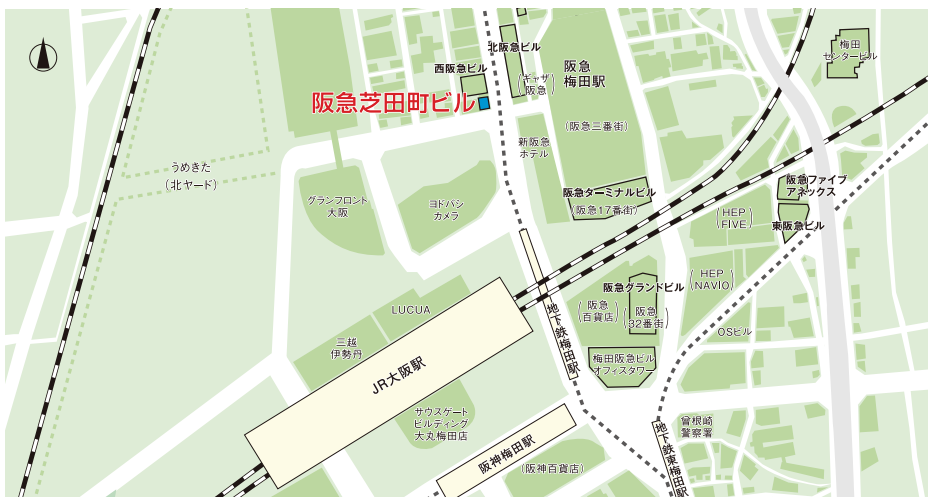 北阪急ビル
西阪急ビル
阪急芝田町ビル
(ギャザ
阪急)
阪急
梅田駅
梅田
センタービル
(阪急三番街)
新阪急
ホテル
うめきた
(北ヤード)
グランフロント
大阪
ヨドバシ
カメラ
阪急ターミナルビル
(阪急17番街)
阪急ファイブ
アネックス
(HEP
FIVE)
東阪急ビル
阪急グランドビル
(HEP
NAVIO)
(阪急
百貨店)
(阪急
32番街)
OSビル
LUCUA
三越
伊勢丹
JR大阪駅
地下鉄梅田駅
梅田阪急ビル
オフィスタワー
サウスゲート
ビルディング
大丸梅田店
阪神梅田駅
(阪神百貨店)
曾根崎
警察署
地下鉄東梅田駅